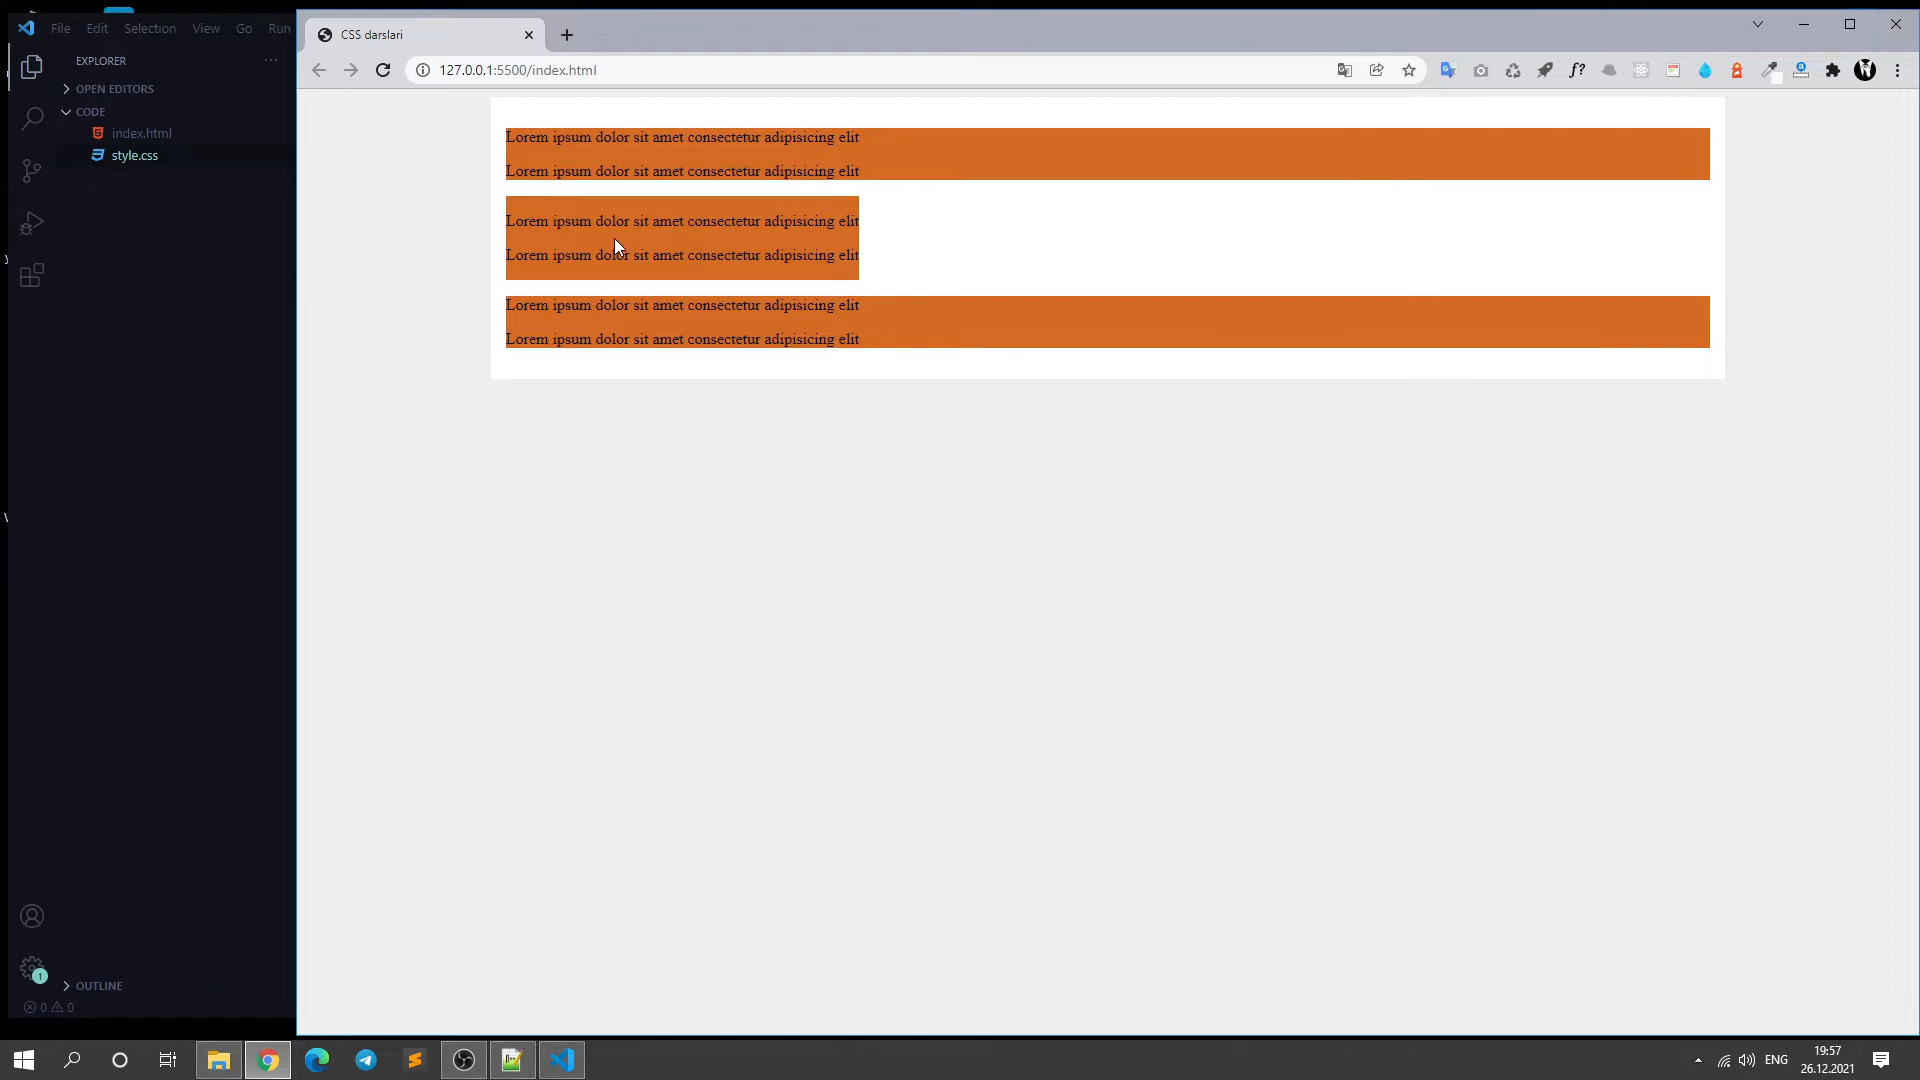 File Edit Selection View Go Run
CSS darslari
127.0.0.1:5500/index.html
f?
EXPLORER
OPEN EDITORS
CODE
index.html
style.css
Lorem ipsum dolor sit amet consectetur adipisicing elit
Lorem ipsum dolor sit amet consectetur adipisicing elit
Lorem ipsum dolor sit amet consectetur adipisicing elit
Lorem ipsum dolor sit amet consectetur adipisicing elit
Lorem ipsum dolor sit amet consectetur adipisicing elit
Lorem ipsum dolor sit amet consectetur adipisicing elit
1
OUTLINE
0 0
ENG
19:57
26.12.2021